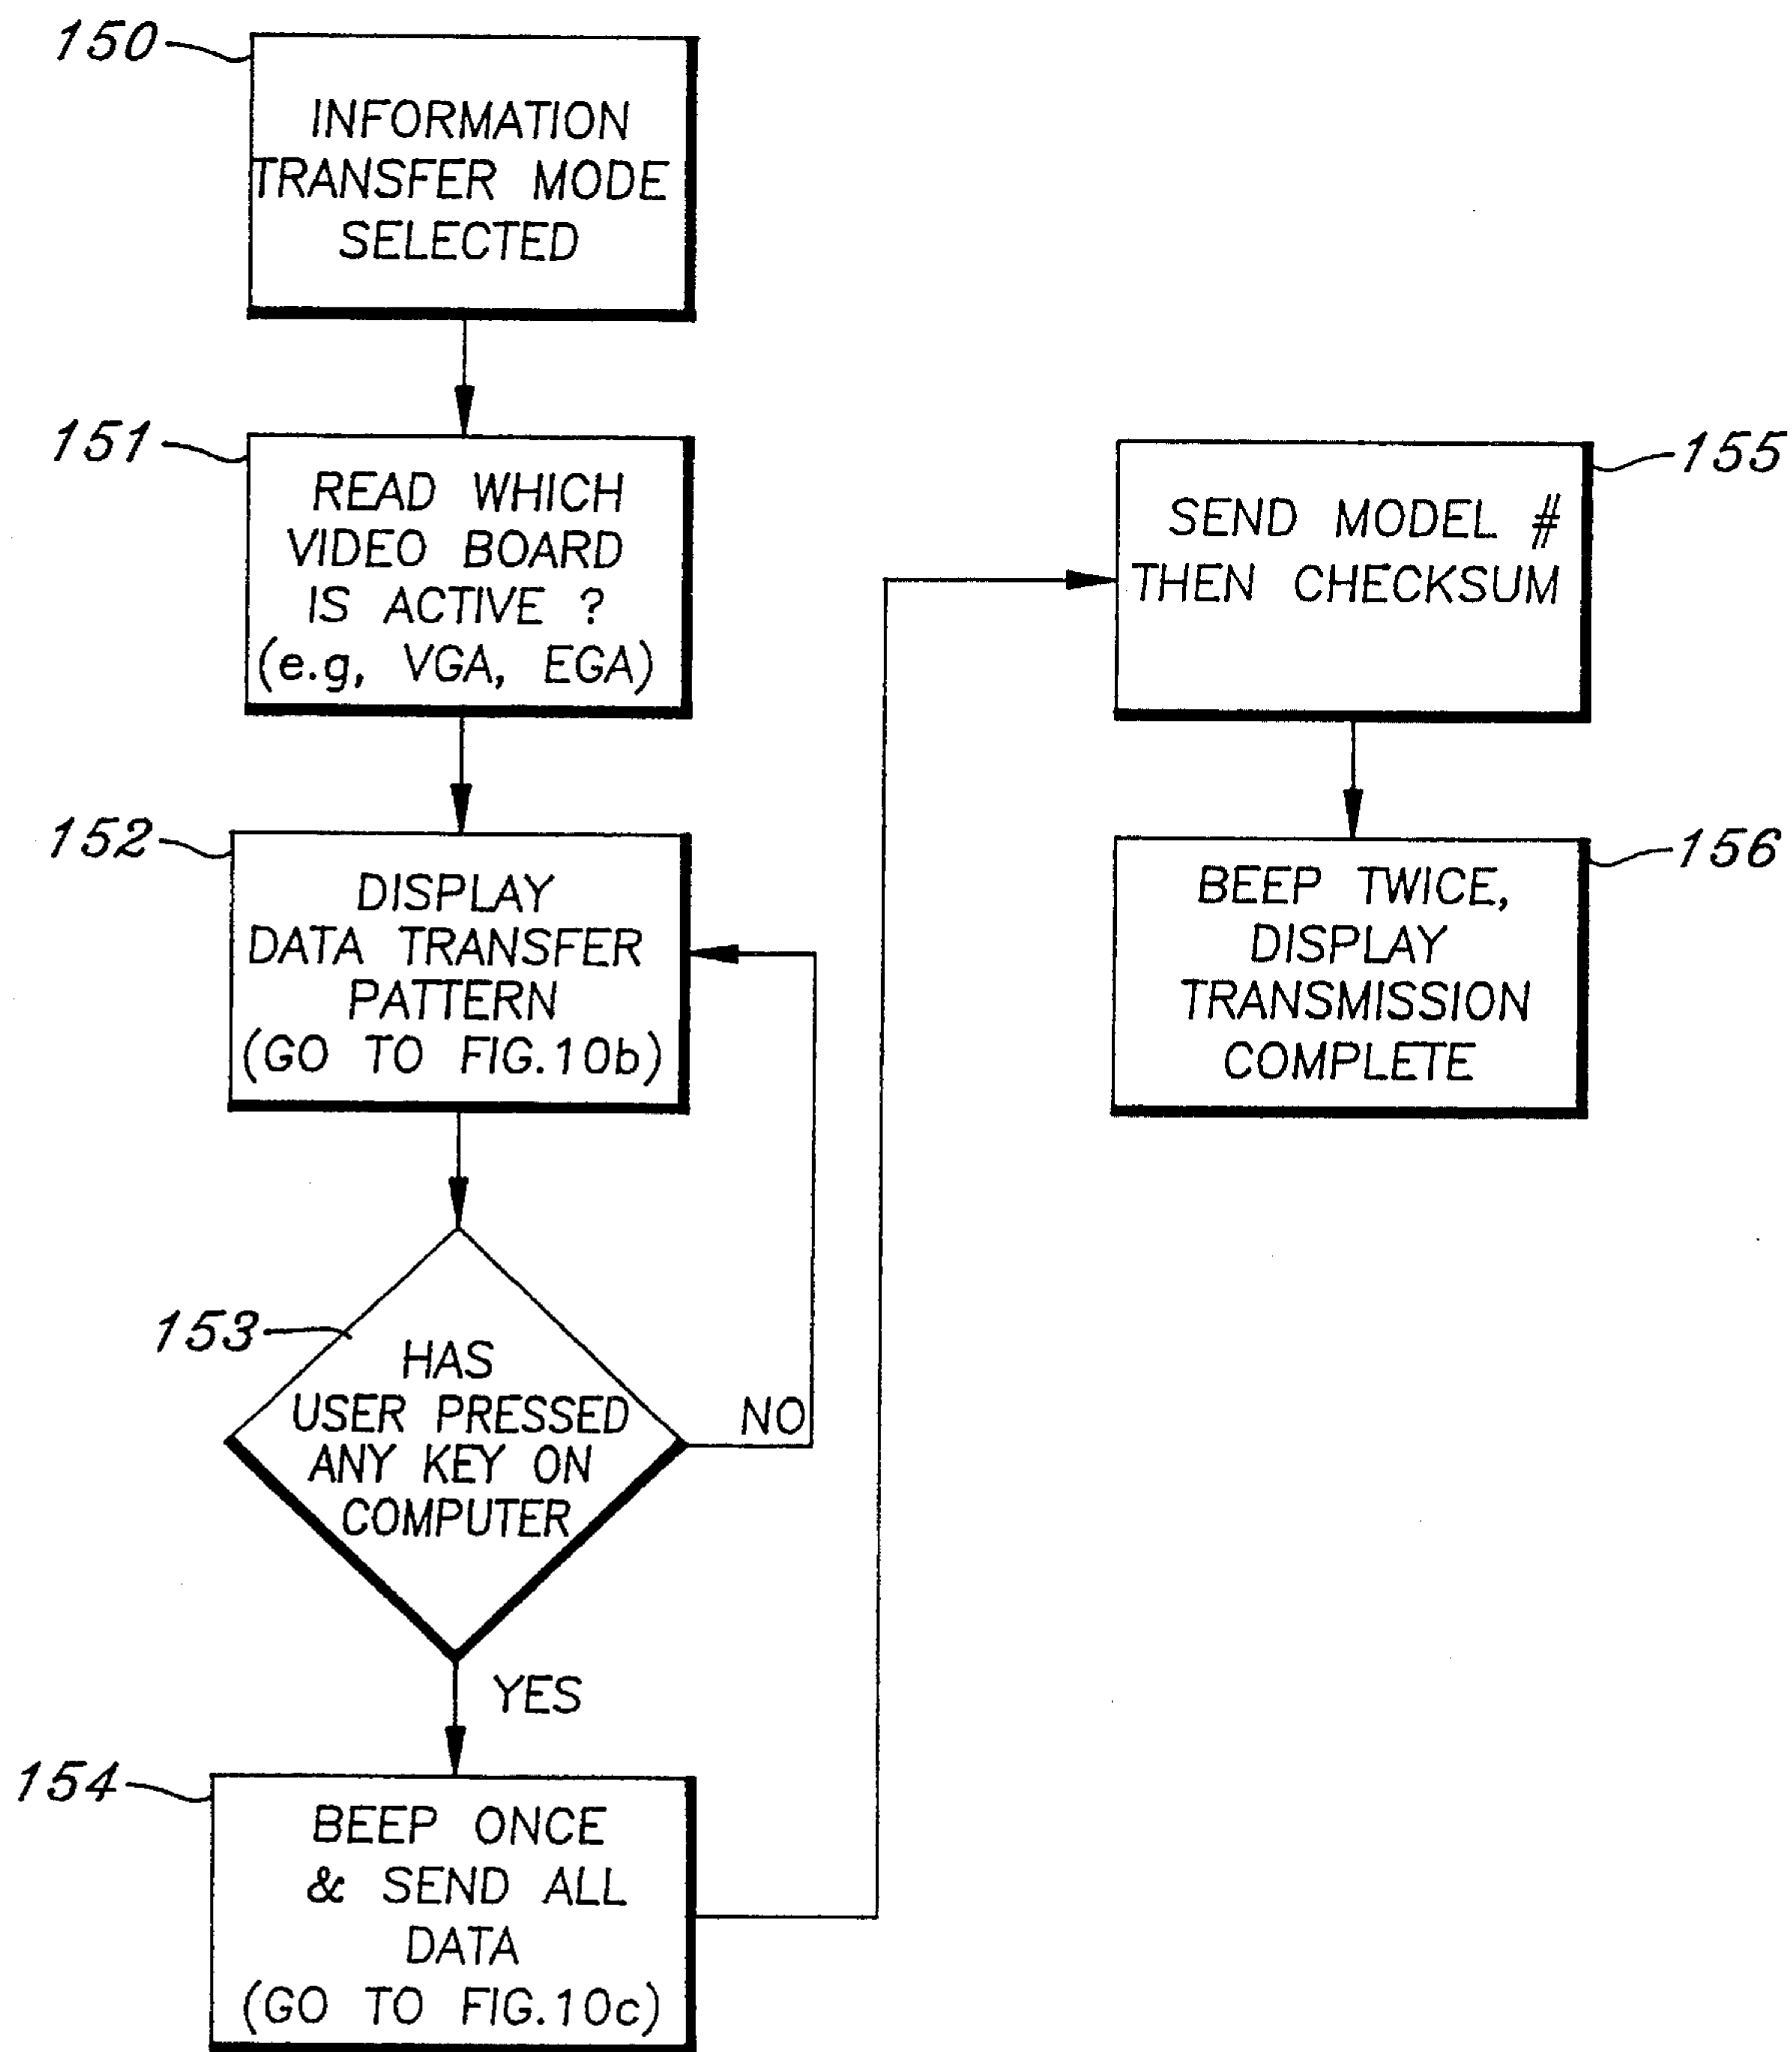 150
INFORMATION
TRANSFER MODE
SELECTED
151
READ WHICH
VIDEO BOARD
IS ACTIVE ?
(e.g, VGA, EGA)
152
DISPLAY
DATA TRANSFER
PATTERN
(GO TO FIG.10b)
153
HAS
USER PRESSED
ANY KEY ON
COMPUTER
NO
YES
154
BEEP ONCE
& SEND ALL
DATA
(GO TO FIG.10c)
155
SEND MODEL #
THEN CHECKSUM
156
BEEP TWICE,
DISPLAY
TRANSMISSION
COMPLETE